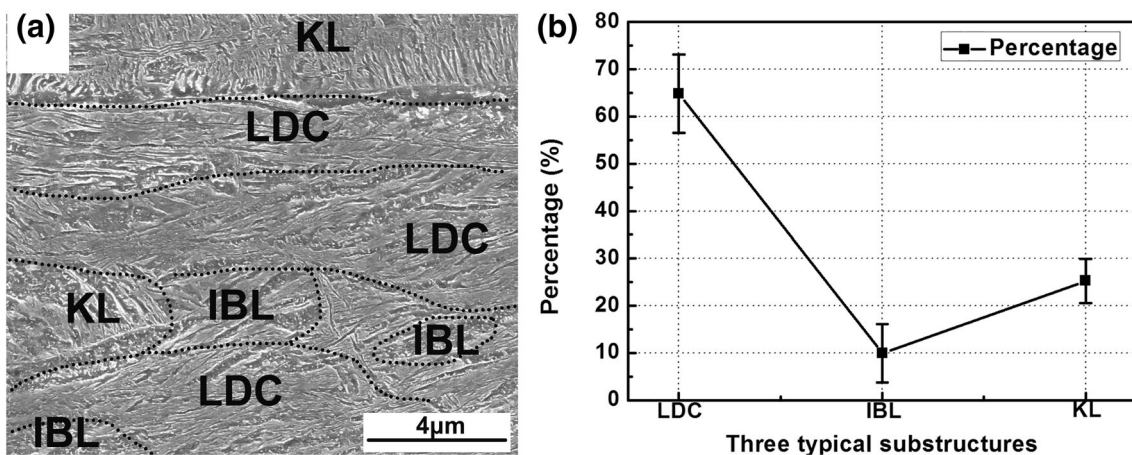 (a)
KL
LDC
LDC
KL
IBL
IBL
LDC
IBL
4μm
(b)
Percentage
80
70
60
50
40
30
20
10
0
Percentage (%)
LDC
IBL
KL
Three typical substructures